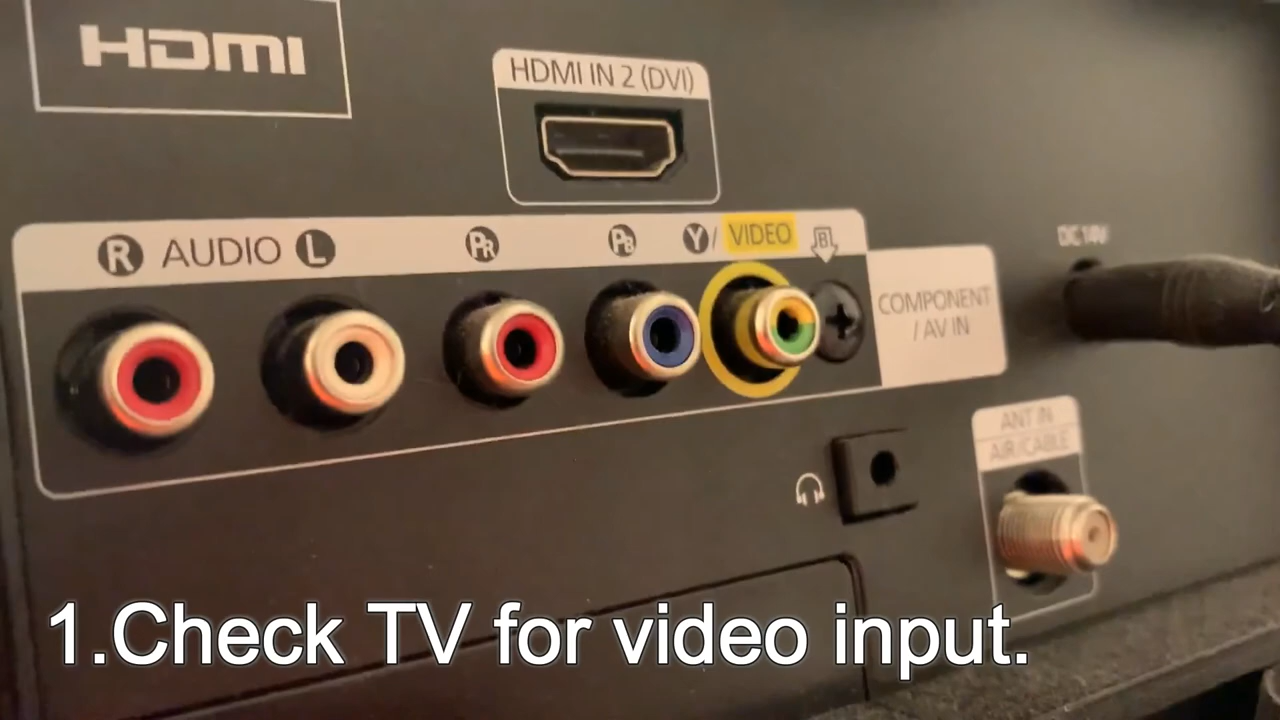 HDMI
HDMI IN 2 (DVI)
R AUDIO L PR PB Y/ VIDEO B
COMPONENT
/ AV IN
DC 14V
ANT IN
AIR/CABLE
1.Check TV for video input.